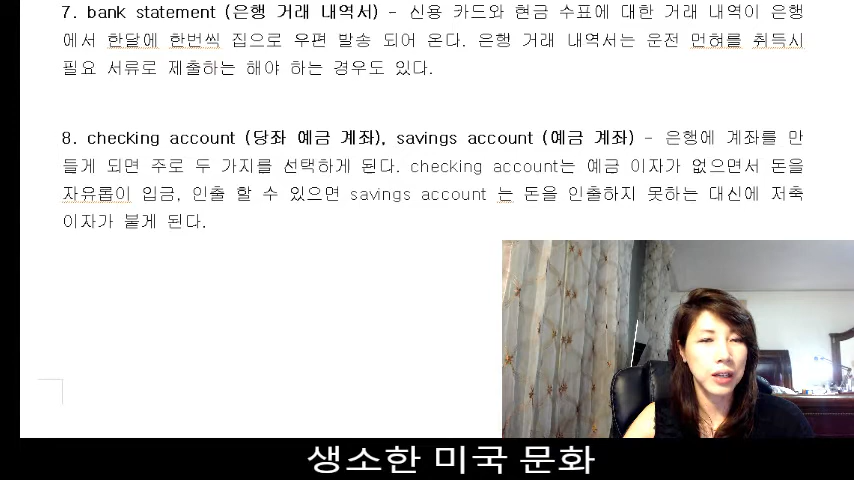 7. bank statement (은행 거래 내역서) – 신용 카드와 현금 수표에 대한 거래 내역이 은행
에서 한달에 한번씩 집으로 우편 발송 되어 온다. 은행 거래 내역서는 운전 먼허를 취득시
필요 서류로 제출하는 해야 하는 경우도 있다.
8. checking account (당좌 예금 계좌), savings account (예금 계좌) – 은행에 계좌를 만
들게 되면 주로 두 가지를 선택하게 된다. checking account는 예금 이자가 없으면서 돈을
자유롭이 입금, 인출 할 수 있으면 savings account 는 돈을 인출하지 못하는 대신에 저축
이자가 붙게 된다.
생소한 미국 문화